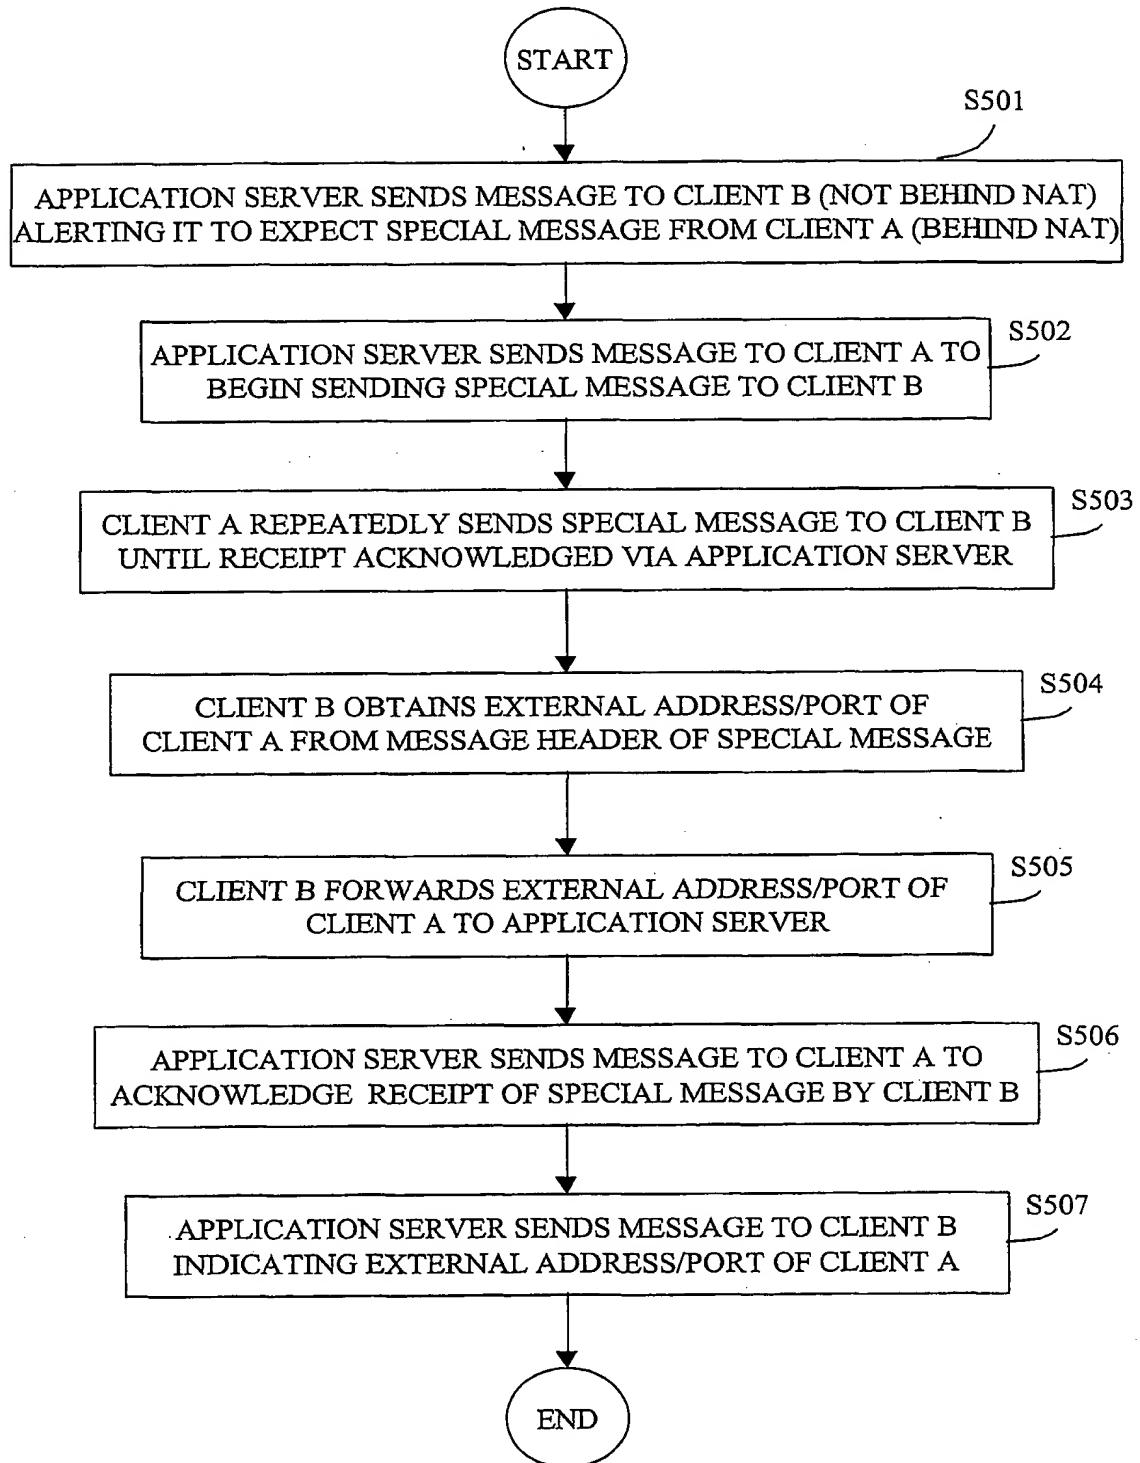 START
S501
APPLICATION SERVER SENDS MESSAGE TO CLIENT B (NOT BEHIND NAT)
ALERTING IT TO EXPECT SPECIAL MESSAGE FROM CLIENT A (BEHIND NAT)
S502
APPLICATION SERVER SENDS MESSAGE TO CLIENT A TO
BEGIN SENDING SPECIAL MESSAGE TO CLIENT B
S503
CLIENT A REPEATEDLY SENDS SPECIAL MESSAGE TO CLIENT B
UNTIL RECEIPT ACKNOWLEDGED VIA APPLICATION SERVER
S504
CLIENT B OBTAINS EXTERNAL ADDRESS/PORT OF
CLIENT A FROM MESSAGE HEADER OF SPECIAL MESSAGE
S505
CLIENT B FORWARDS EXTERNAL ADDRESS/PORT OF
CLIENT A TO APPLICATION SERVER
S506
APPLICATION SERVER SENDS MESSAGE TO CLIENT A TO
ACKNOWLEDGE RECEIPT OF SPECIAL MESSAGE BY CLIENT B
S507
APPLICATION SERVER SENDS MESSAGE TO CLIENT B
INDICATING EXTERNAL ADDRESS/PORT OF CLIENT A
END